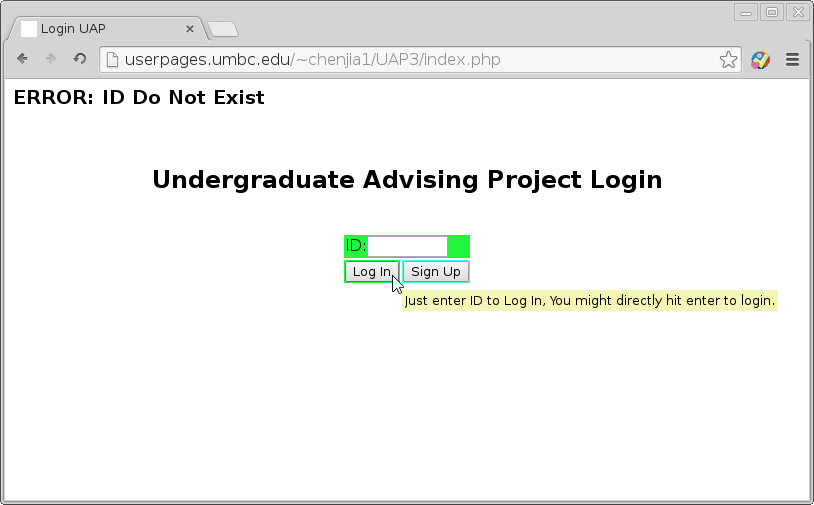 Login UAP
userpages.umbc.edu/~chenjia1/UAP3/index.php
ERROR: ID Do Not Exist
Undergraduate Advising Project Login
ID:
Log In Sign Up
Just enter ID to Log In, You might directly hit enter to login.